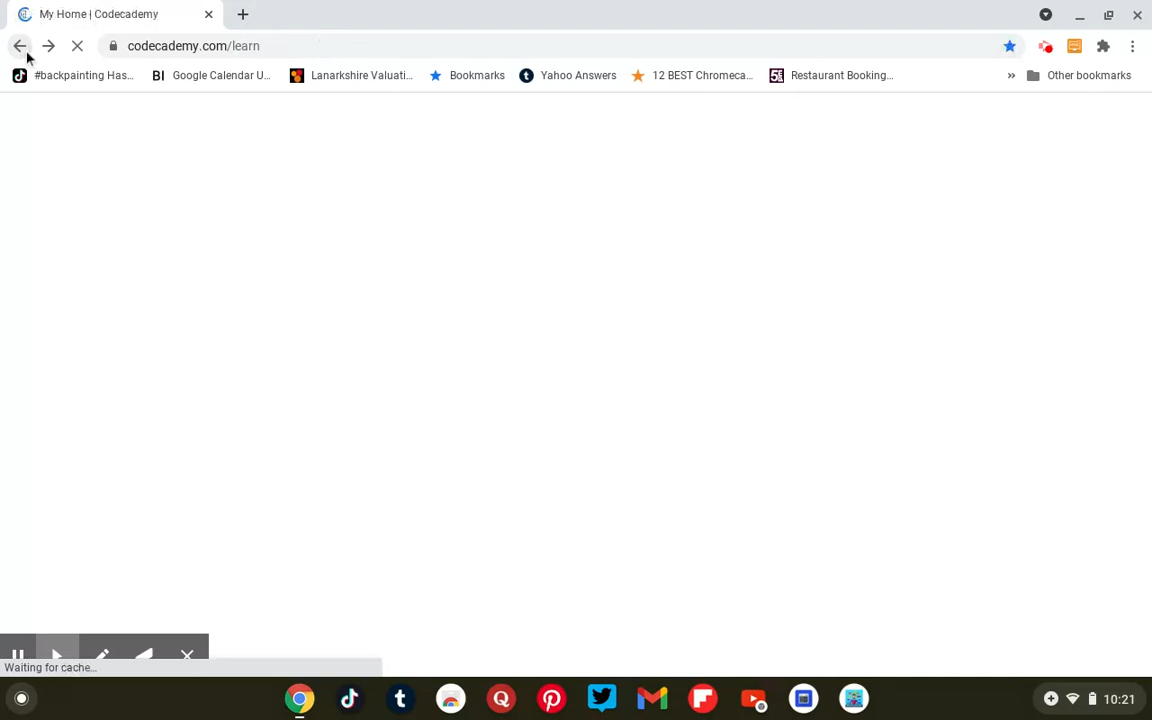 My Home | Codecademy
codecademy.com/learn
#backpainting Has... BI Google Calendar U... Lanarkshire Valuati... Bookmarks Yahoo Answers 12 BEST Chromeca... Restaurant Booking... » Other bookmarks
Waiting for cache...
10:21